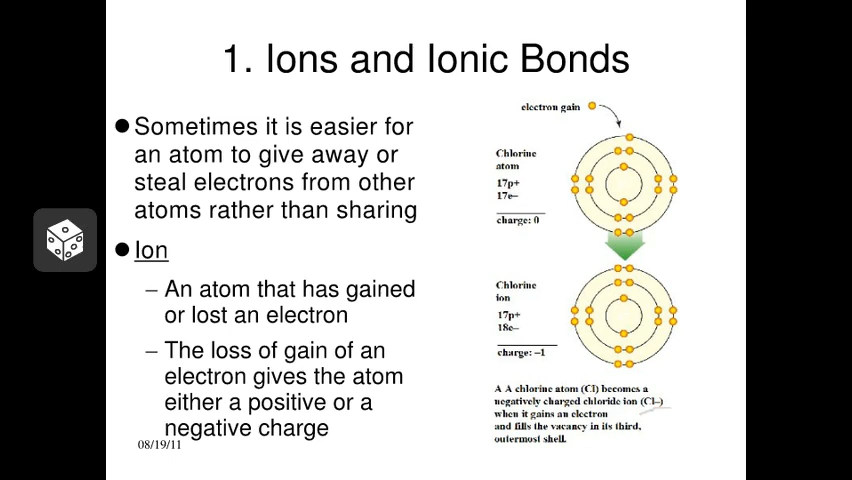 1. Ions and Ionic Bonds
Sometimes it is easier for
an atom to give away or
steal electrons from other
atoms rather than sharing
Ion
– An atom that has gained
or lost an electron
– The loss of gain of an
electron gives the atom
either a positive or a
negative charge
08/19/11
electron gain
Chlorine
atom
17p+
17e–
charge: 0
Chlorine
ion
17p+
18e–
charge: –1
A A chlorine atom (Cl) becomes a
negatively charged chloride ion (Cl–)
when it gains an electron
and fills the vacancy in its third,
outermost shell.